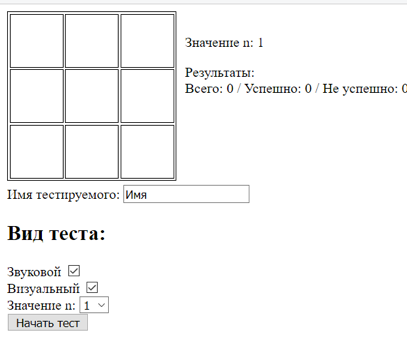 Значение n: 1
Результаты:
Всего: 0 / Успешно: 0 / Не успешно: 0
Имя тестируемого: Имя
Вид теста:
Звуковой
Визуальный
Значение n: 1
Начать тест